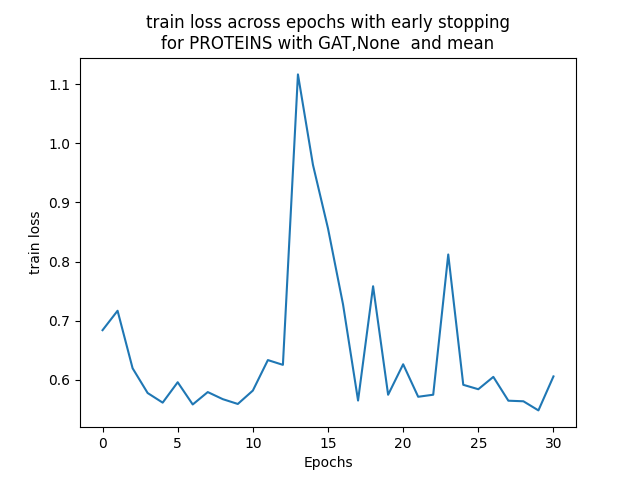 train loss across epochs with early stopping
for PROTEINS with GAT,None  and mean
1.1
1.0
0.9
0.8
0.7
0.6
train loss
0 5 10 15 20 25 30
Epochs